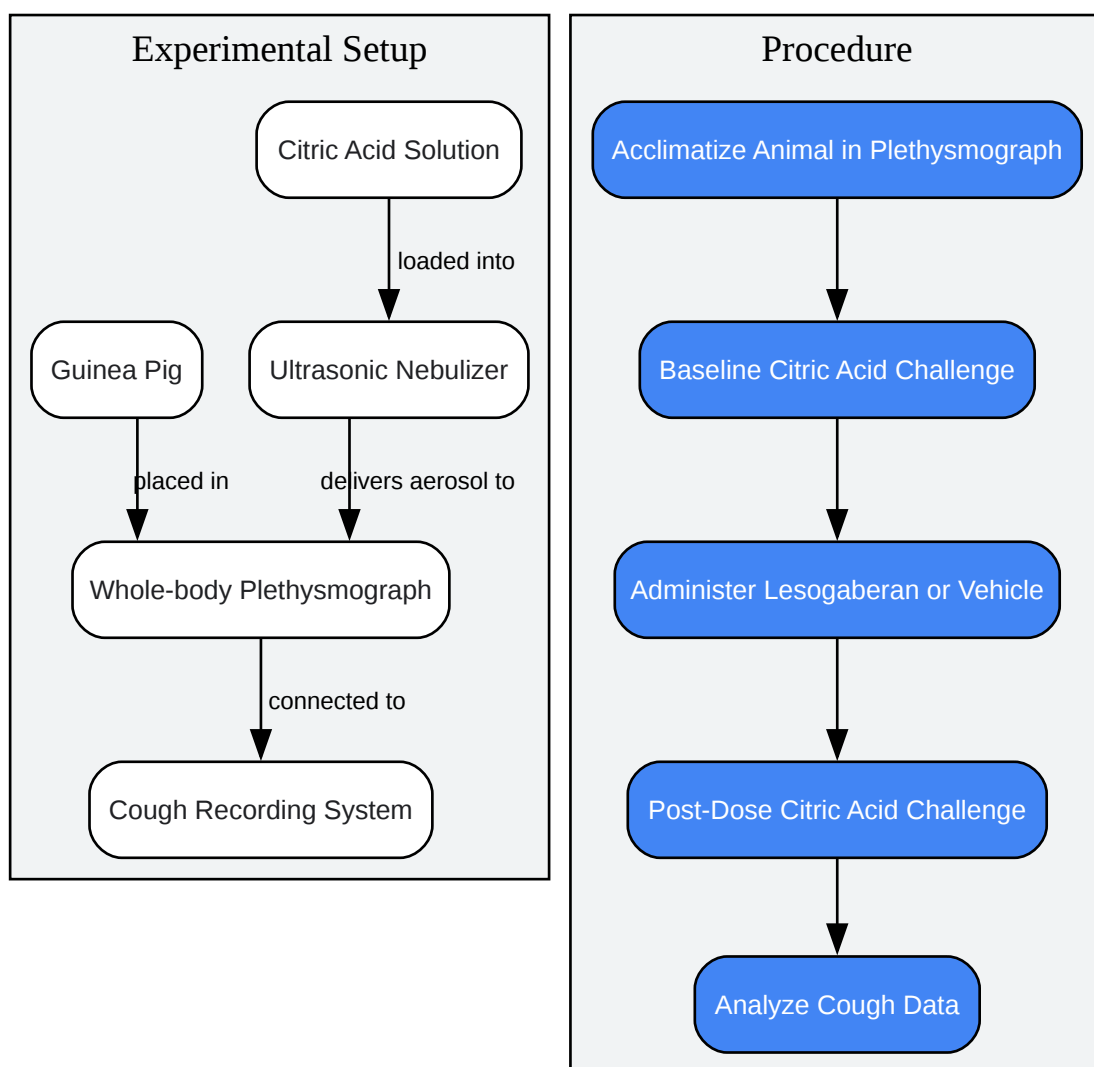 Experimental Setup
Citric Acid Solution
loaded into
Guinea Pig
Ultrasonic Nebulizer
placed in
delivers aerosol to
Whole-body Plethysmograph
connected to
Cough Recording System
Procedure
Acclimatize Animal in Plethysmograph
Baseline Citric Acid Challenge
Administer Lesogaberan or Vehicle
Post-Dose Citric Acid Challenge
Analyze Cough Data